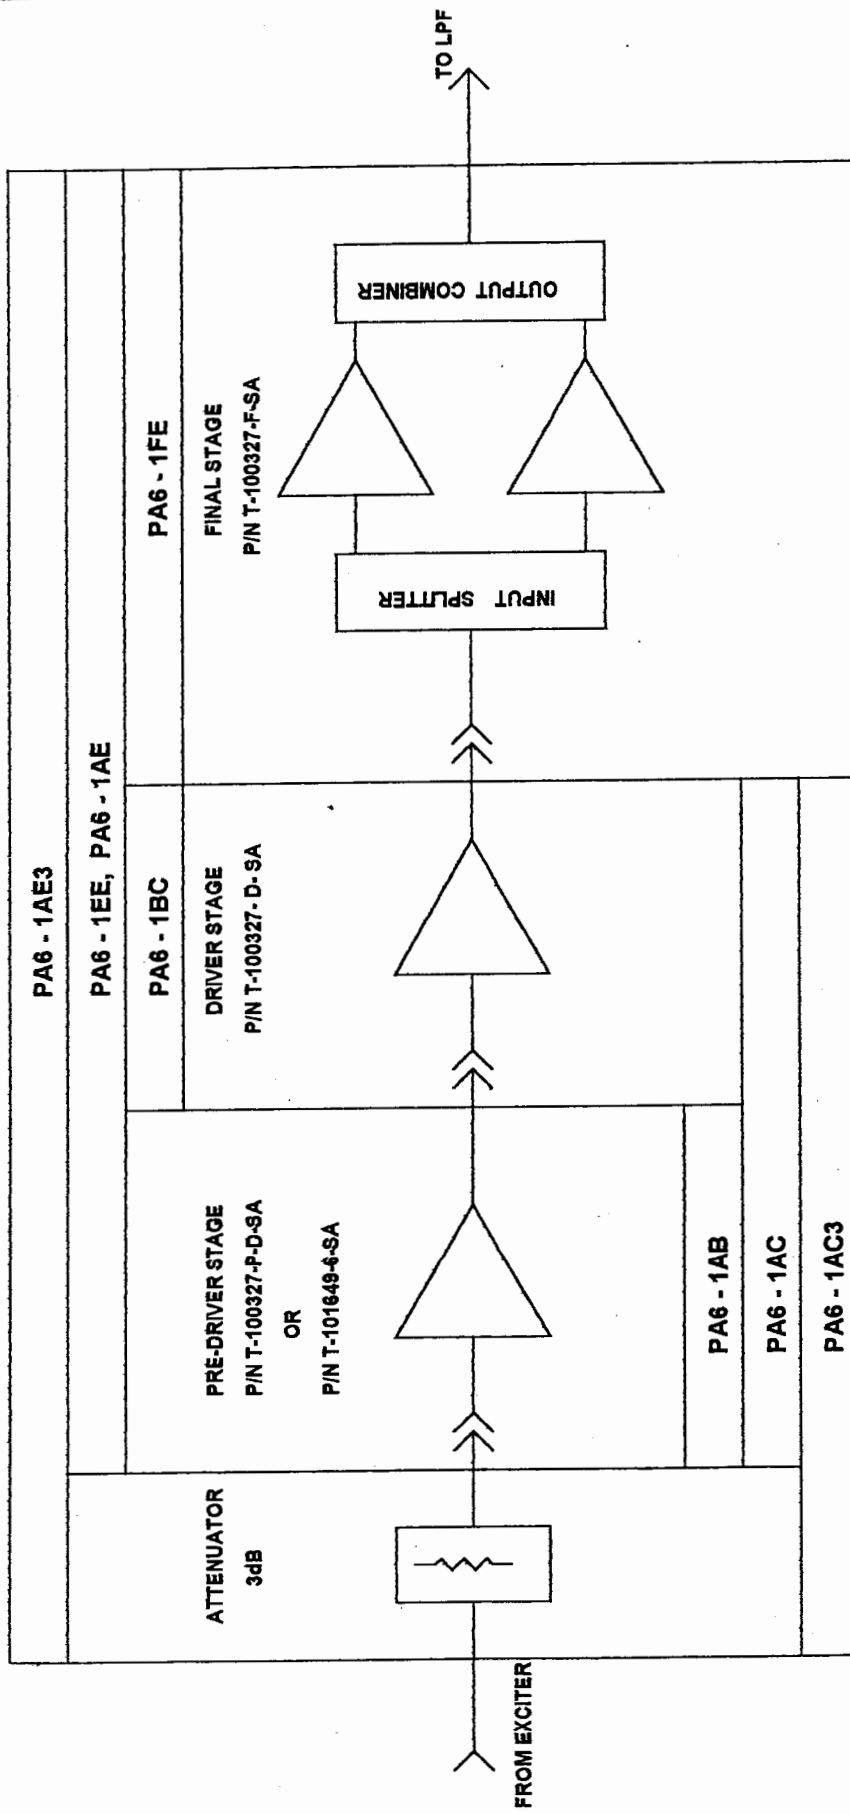 PA6 - 1AE3
PA6 - 1EE, PA6 - 1AE
PA6 - 1BC
PA6 - 1FE
ATTENUATOR
3dB
PRE-DRIVER STAGE
P/N T-100327-P-D-SA
OR
P/N T-101649-6-SA
DRIVER STAGE
P/N T-100327 - D- SA
FINAL STAGE
P/N T-100327-F-SA
INPUT SPLITTER
OUTPUT COMBINER
FROM EXCITER
TO LPF
PA6 - 1AB
PA6 - 1AC
PA6 - 1AC3